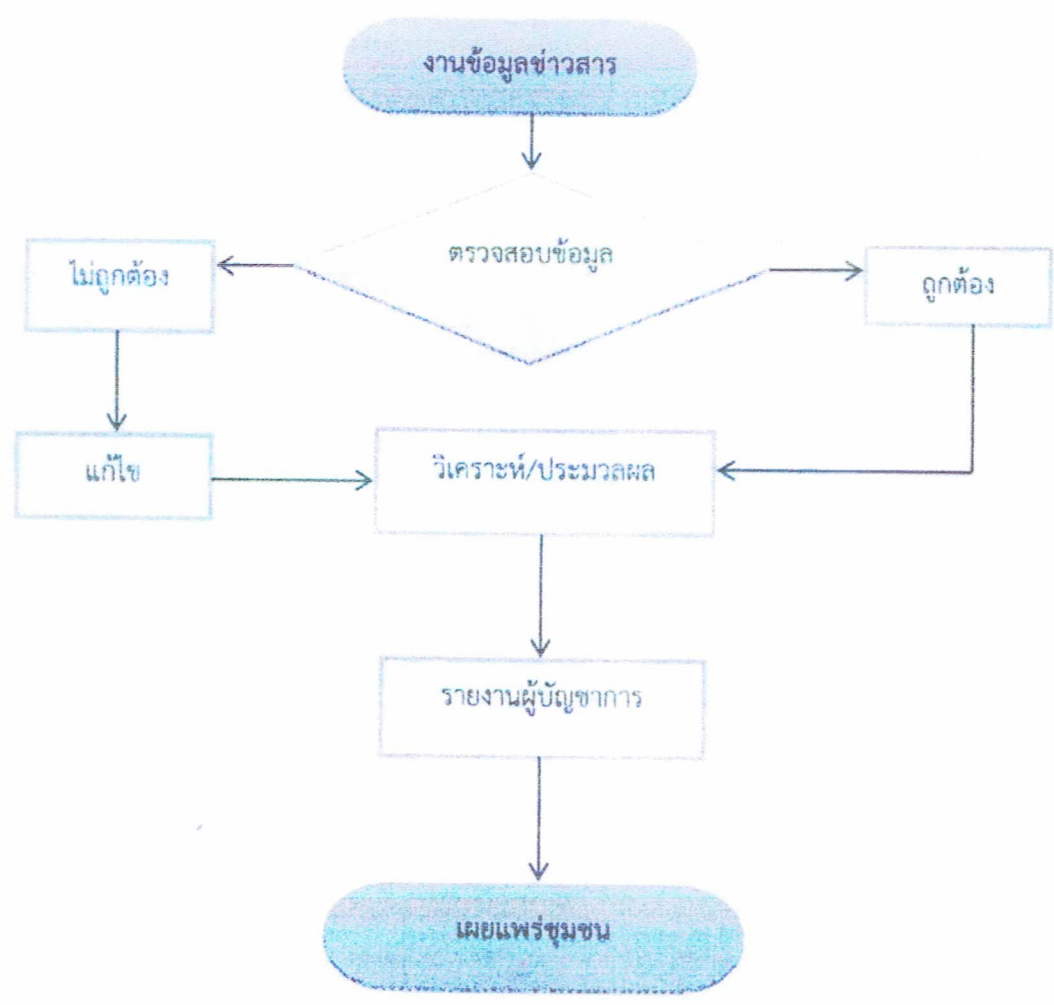 งานข้อมูลข่าวสาร
ตรวจสอบข้อมูล
ไม่ถูกต้อง
ถูกต้อง
แก้ไข
วิเคราะห์/ประมวลผล
รายงานผู้บัญชาการ
เผยแพร่ชุมชน